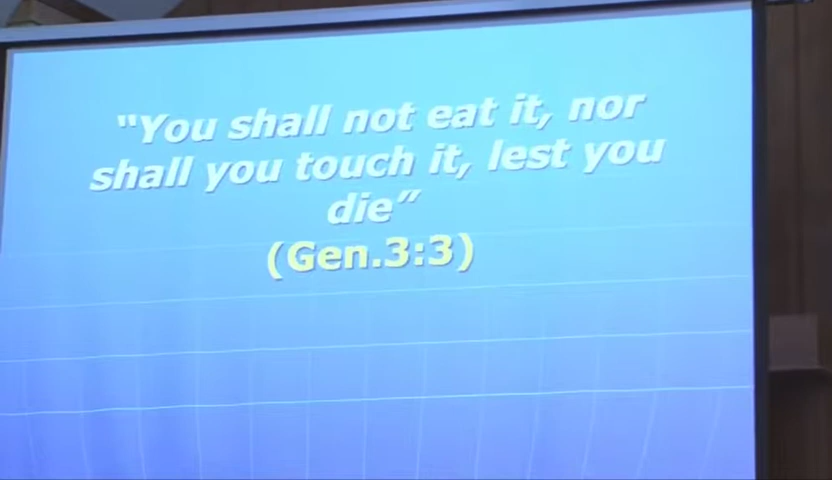 “You shall not eat it, nor
shall you touch it, lest you
die”
(Gen.3:3)